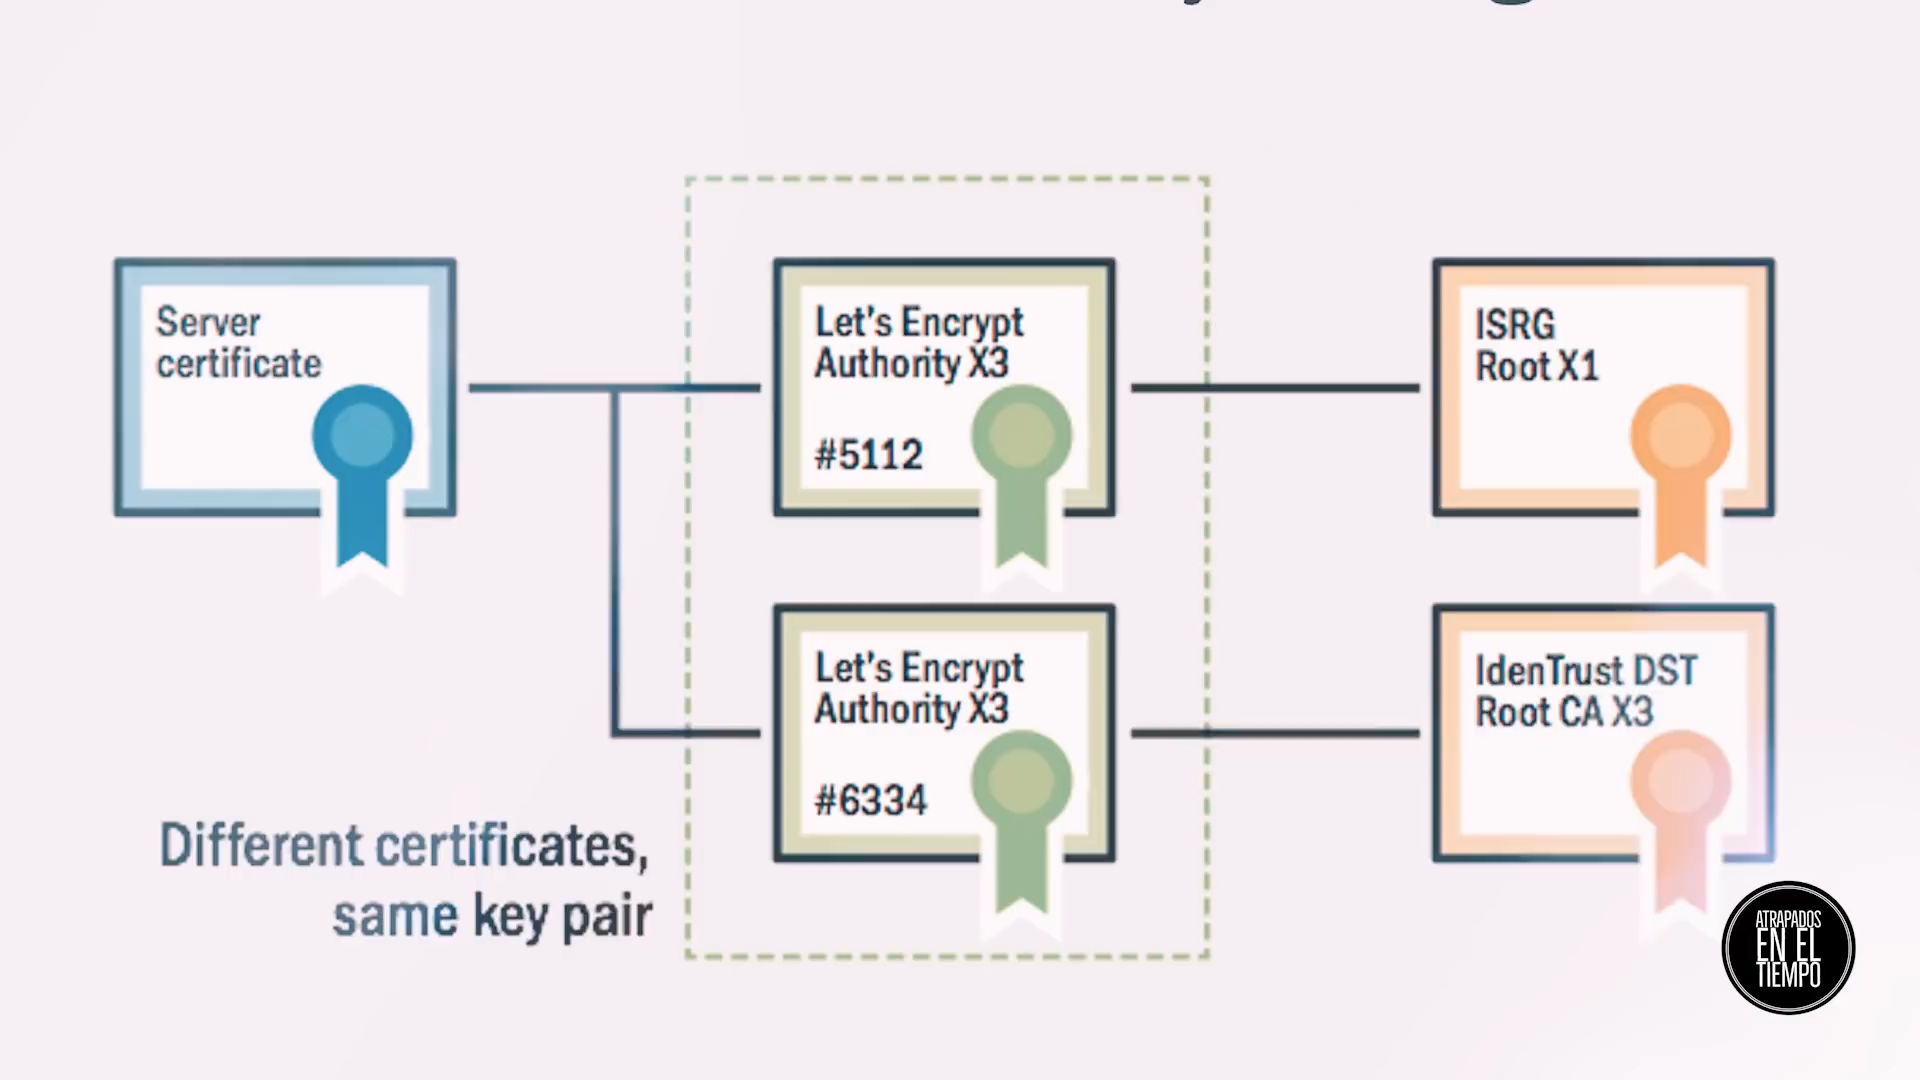 Server
certificate
Let's Encrypt
Authority X3
#5112
ISRG
Root X1
Let's Encrypt
Authority X3
#6334
IdenTrust DST
Root CA X3
Different certificates,
same key pair
ATRAPADOS
EN EL
TIEMPO